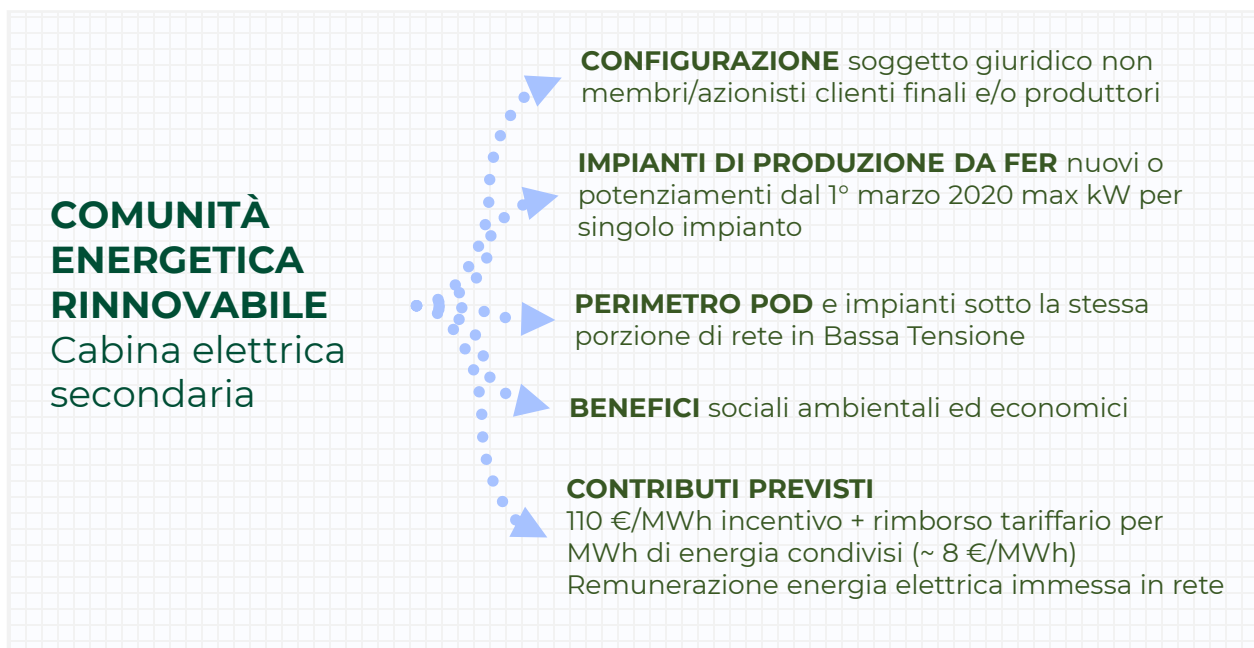 COMUNITÀ
ENERGETICA
RINNOVABILE
Cabina elettrica
secondaria
CONFIGURAZIONE soggetto giuridico non
membri/azionisti clienti finali e/o produttori
IMPIANTI DI PRODUZIONE DA FER nuovi o
potenziamenti dal 1° marzo 2020 max kW per
singolo impianto
PERIMETRO POD e impianti sotto la stessa
porzione di rete in Bassa Tensione
BENEFICI sociali ambientali ed economici
CONTRIBUTI PREVISTI
110 €/MWh incentivo + rimborso tariffario per
MWh di energia condivisi (~ 8 €/MWh)
Remunerazione energia elettrica immessa in rete